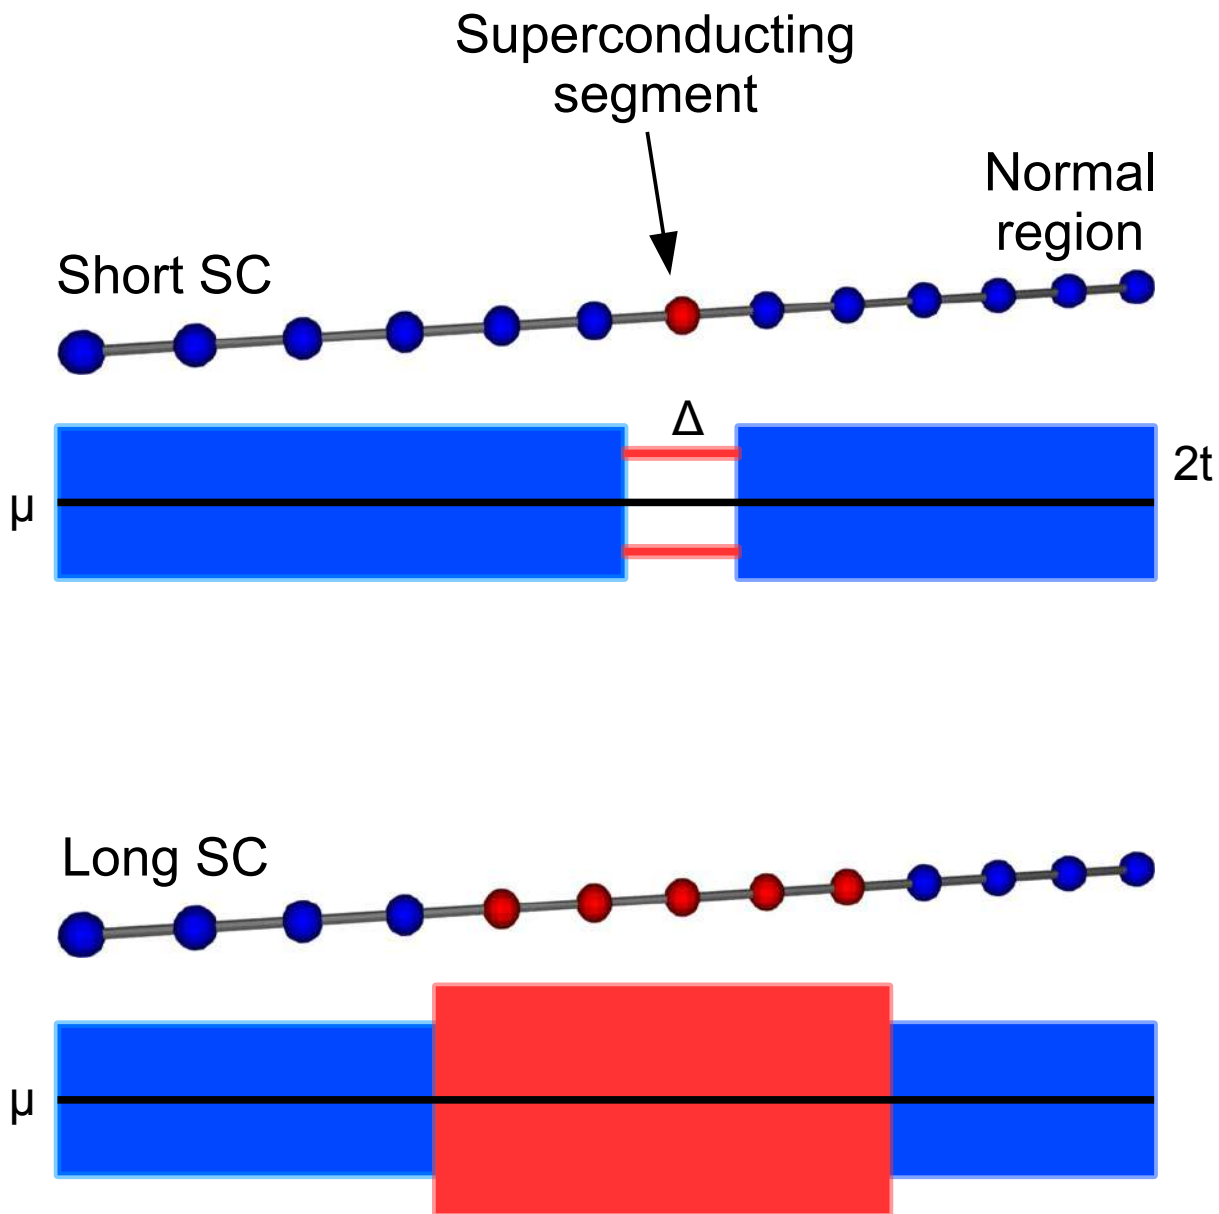 Superconducting
segment
Normal
region
Short SC
Δ
2t
μ
Long SC
μ